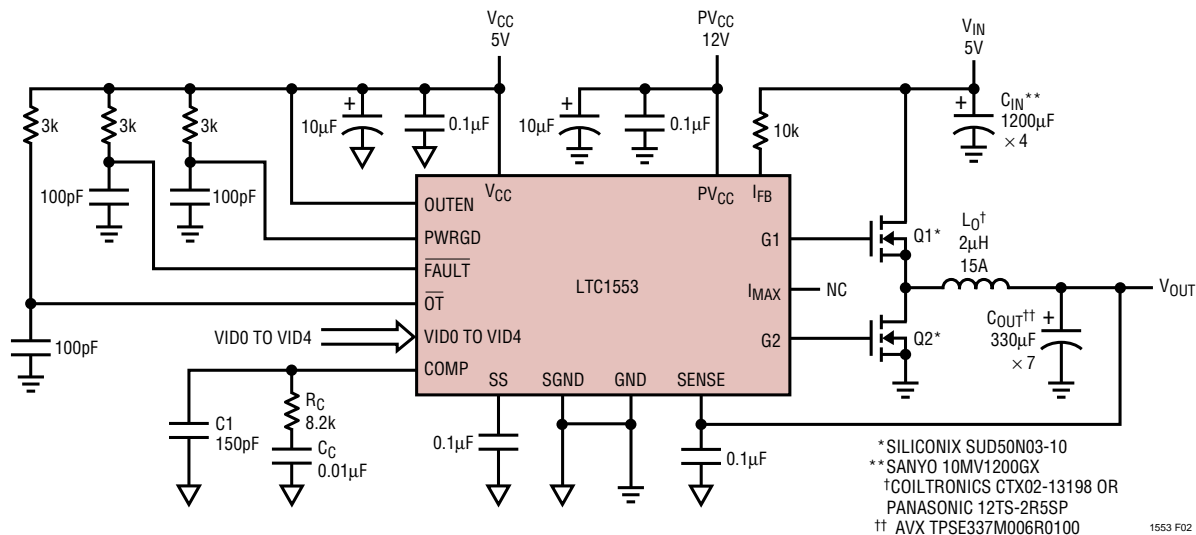 VCC
5V
PVCC
12V
VIN
5V
3k
3k
3k
10µF
+
0.1µF
10µF
+
0.1µF
10k
+
CIN**
1200µF
× 4
100pF
100pF
100pF
VCC
PVCC
IFB
OUTEN
PWRGD
FAULT
OT
VID0 TO VID4
VID0 TO VID4
COMP
LTC1553
G1
IMAX
NC
G2
SS
SGND
GND
SENSE
Q1*
Q2*
LO†
2µH
15A
VOUT
COUT††
+
330µF
× 7
C1
150pF
RC
8.2k
CC
0.01µF
0.1µF
0.1µF
*SILICONIX SUD50N03-10
**SANYO 10MV1200GX
†COILTRONICS CTX02-13198 OR
PANASONIC 12TS-2R5SP
†† AVX TPSE337M006R0100
1553 F02